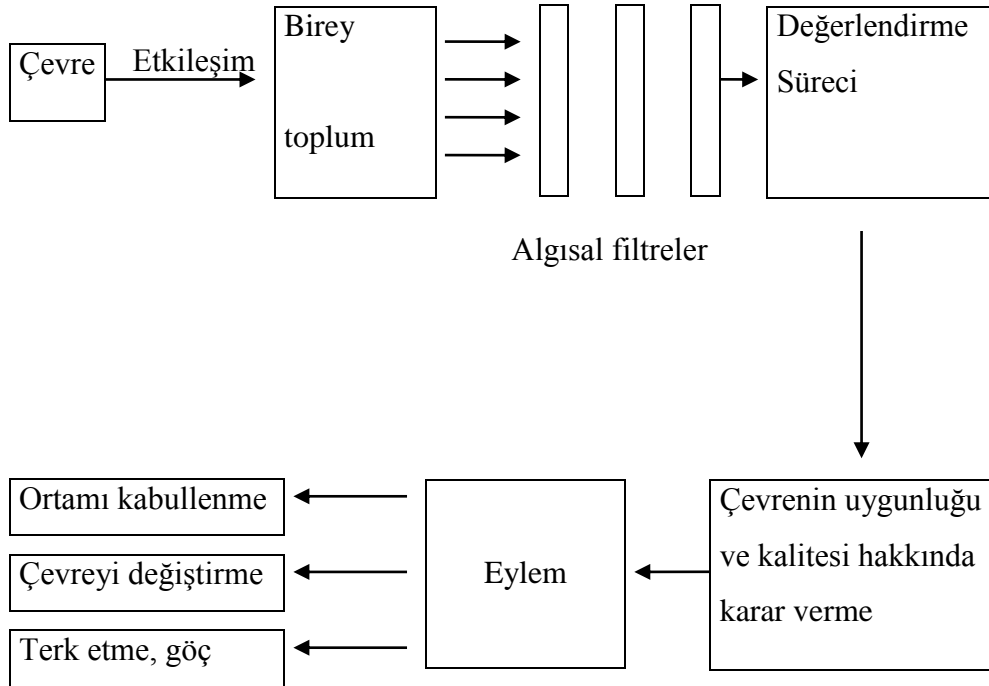 Çevre
Etkileşim
Birey
toplum
Değerlendirme
Süreci
Algısal filtreler
Çevrenin uygunluğu
ve kalitesi hakkında
karar verme
Eylem
Ortamı kabullenme
Çevreyi değiştirme
Terk etme, göç